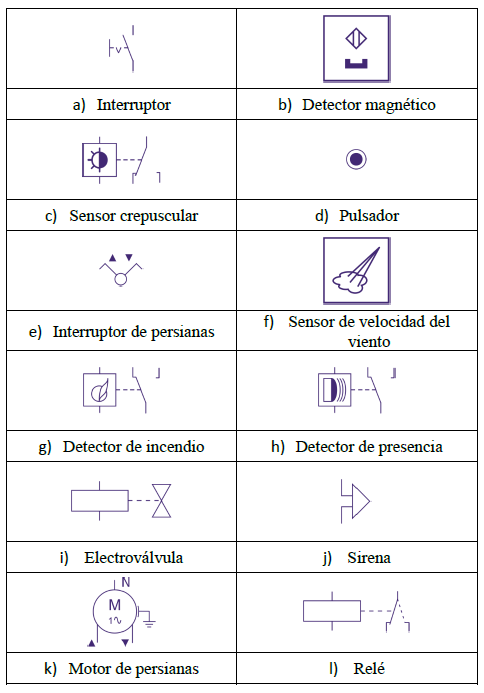 a) Interruptor
b) Detector magnético
c) Sensor crepuscular
d) Pulsador
e) Interruptor de persianas
f) Sensor de velocidad del
viento
g) Detector de incendio
h) Detector de presencia
i) Electroválvula
j) Sirena
N
M
1∿
k) Motor de persianas
l) Relé